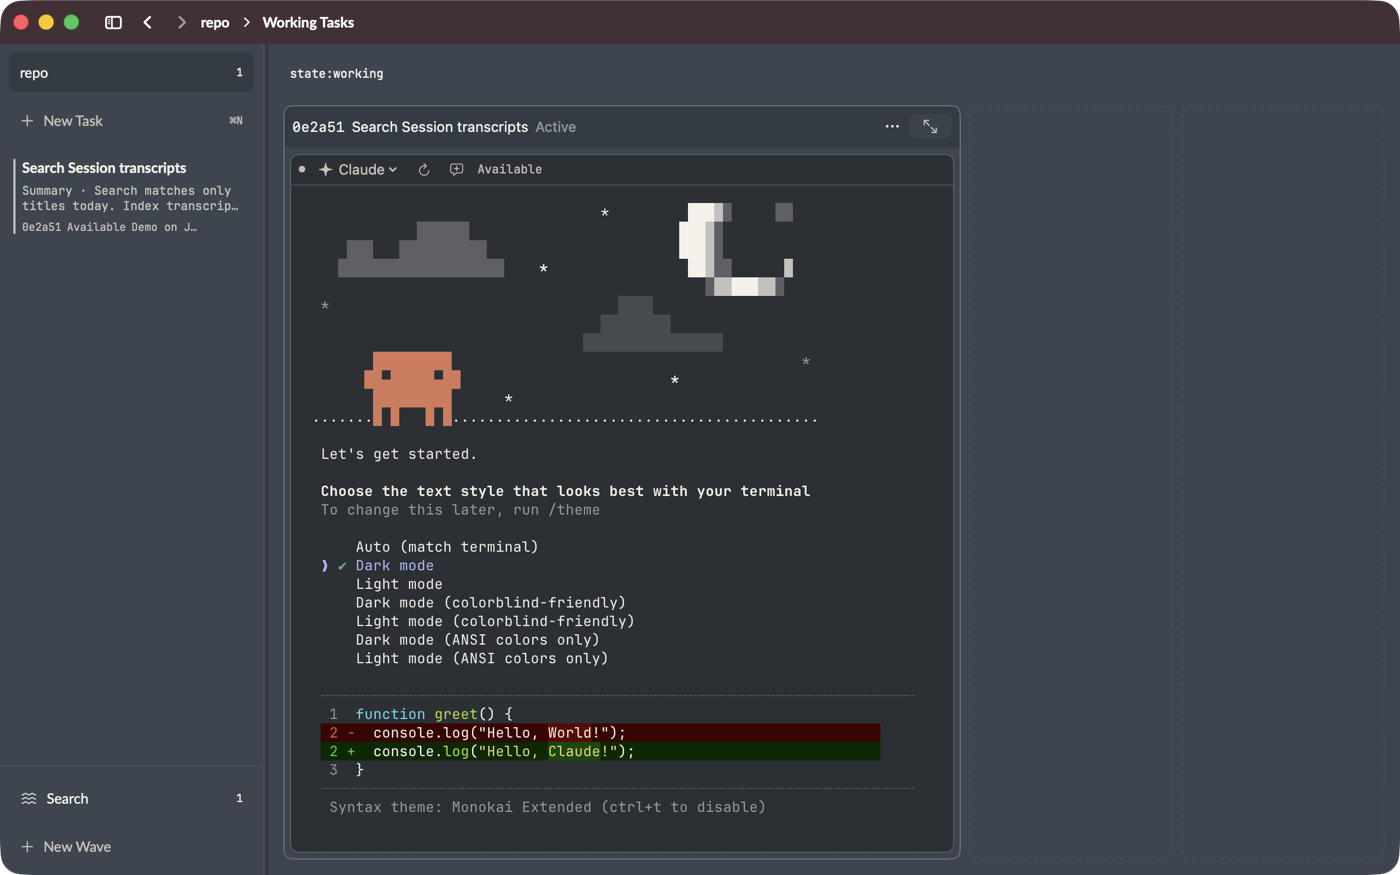 repo > Working Tasks
repo 1
+ New Task ⌘N
Search Session transcripts
Summary · Search matches only
titles today. Index transcrip…
0e2a51 Available Demo on J…
Search 1
+ New Wave
state:working
0e2a51 Search Session transcripts Active ···
Claude Available
*
*
*
*
*
*
Let's get started.
Choose the text style that looks best with your terminal
To change this later, run /theme
Auto (match terminal)
❯ ✔ Dark mode
Light mode
Dark mode (colorblind-friendly)
Light mode (colorblind-friendly)
Dark mode (ANSI colors only)
Light mode (ANSI colors only)
1 function greet() {
2 - console.log("Hello, World!");
2 + console.log("Hello, Claude!");
3 }
Syntax theme: Monokai Extended (ctrl+t to disable)